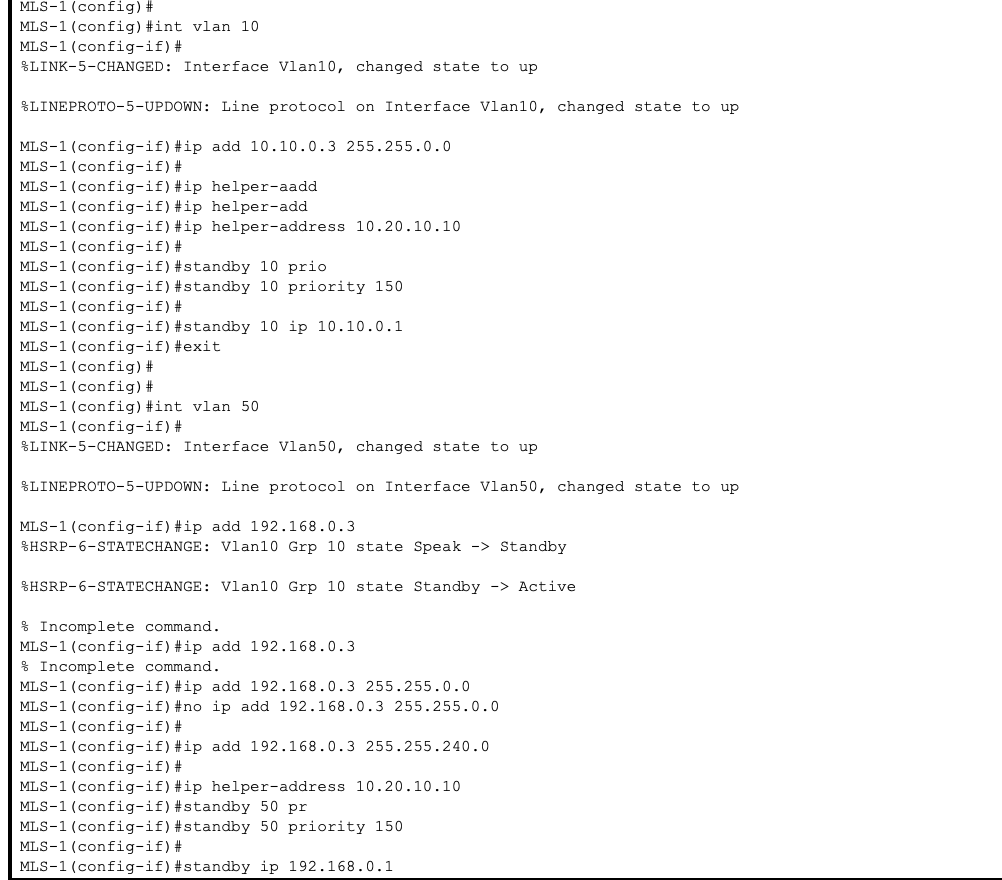 MLS-1(config)#
MLS-1(config)#int vlan 10
MLS-1(config-if)#
%LINK-5-CHANGED: Interface Vlan10, changed state to up
%LINEPROTO-5-UPDOWN: Line protocol on Interface Vlan10, changed state to up
MLS-1(config-if)#ip add 10.10.0.3 255.255.0.0
MLS-1(config-if)#
MLS-1(config-if)#ip helper-aadd
MLS-1(config-if)#ip helper-add
MLS-1(config-if)#ip helper-address 10.20.10.10
MLS-1(config-if)#
MLS-1(config-if)#standby 10 prio
MLS-1(config-if)#standby 10 priority 150
MLS-1(config-if)#
MLS-1(config-if)#standby 10 ip 10.10.0.1
MLS-1(config-if)#exit
MLS-1(config)#
MLS-1(config)#
MLS-1(config)#int vlan 50
MLS-1(config-if)#
%LINK-5-CHANGED: Interface Vlan50, changed state to up
%LINEPROTO-5-UPDOWN: Line protocol on Interface Vlan50, changed state to up
MLS-1(config-if)#ip add 192.168.0.3
%HSRP-6-STATECHANGE: Vlan10 Grp 10 state Speak -> Standby
%HSRP-6-STATECHANGE: Vlan10 Grp 10 state Standby -> Active
% Incomplete command.
MLS-1(config-if)#ip add 192.168.0.3
% Incomplete command.
MLS-1(config-if)#ip add 192.168.0.3 255.255.0.0
MLS-1(config-if)#no ip add 192.168.0.3 255.255.0.0
MLS-1(config-if)#
MLS-1(config-if)#ip add 192.168.0.3 255.255.240.0
MLS-1(config-if)#
MLS-1(config-if)#ip helper-address 10.20.10.10
MLS-1(config-if)#standby 50 pr
MLS-1(config-if)#standby 50 priority 150
MLS-1(config-if)#
MLS-1(config-if)#standby ip 192.168.0.1